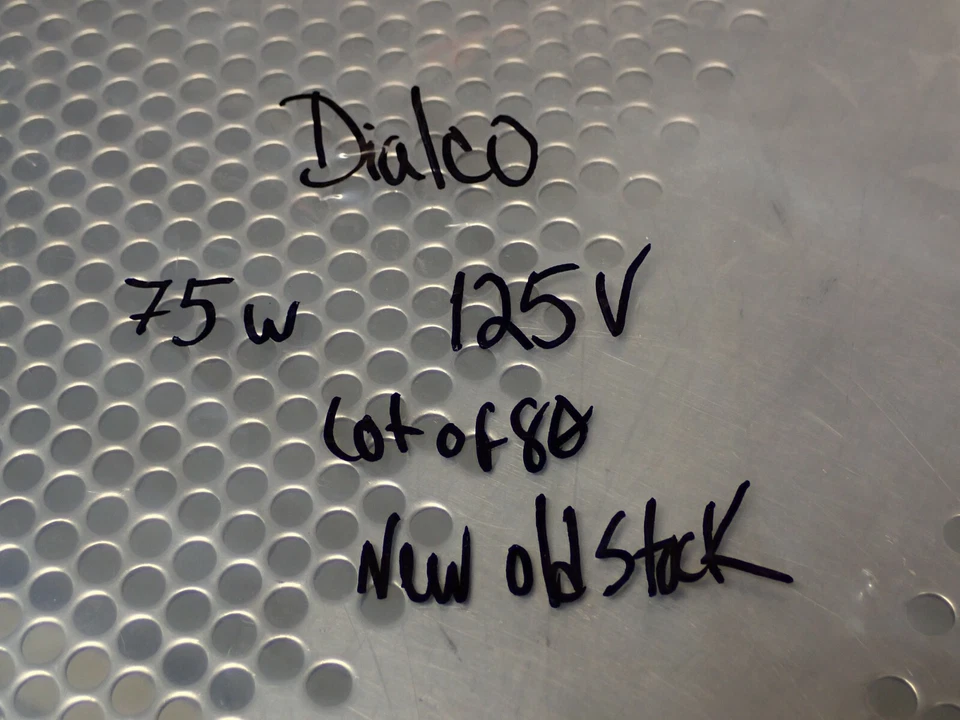 Dialco
75w 125V
Lot of 80
New old stock